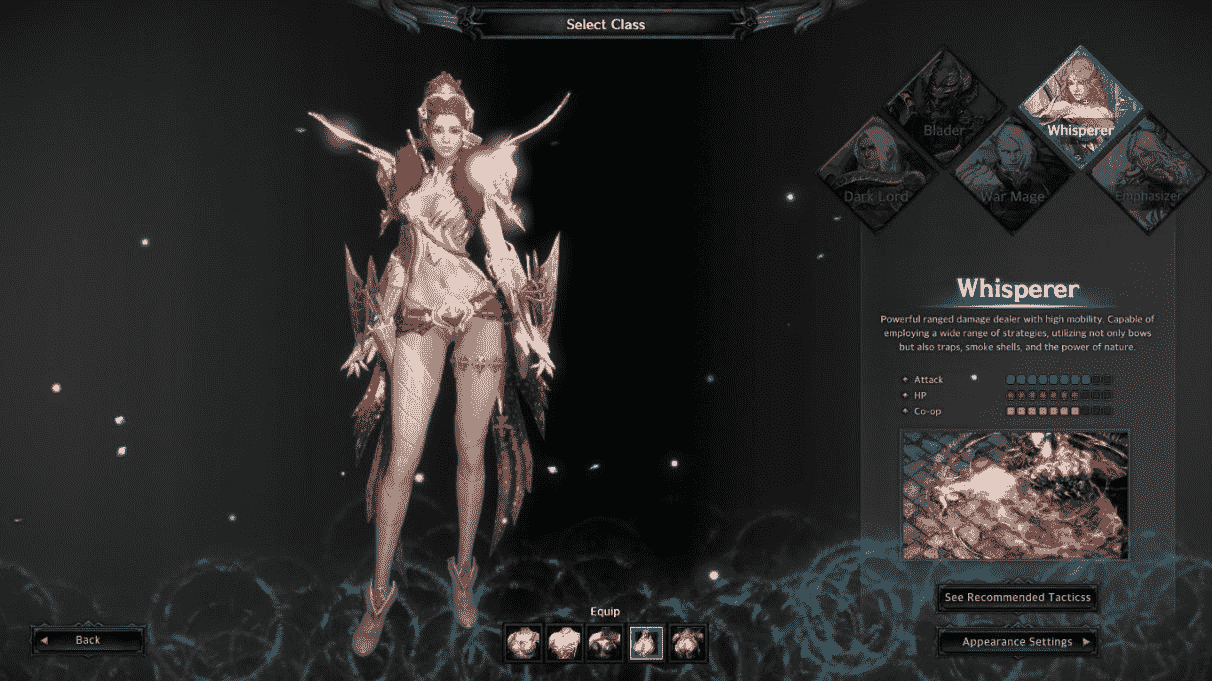 Select Class
Blader
Whisperer
Dark Lord
War Mage
Emphasizer
Whisperer
Powerful ranged damage dealer with high mobility. Capable of
employing a wide range of strategies, utilizing not only bows
but also traps, smoke shells, and the power of nature.
Attack
HP
Co-op
See Recommended Tacticss
Appearance Settings
Equip
Back